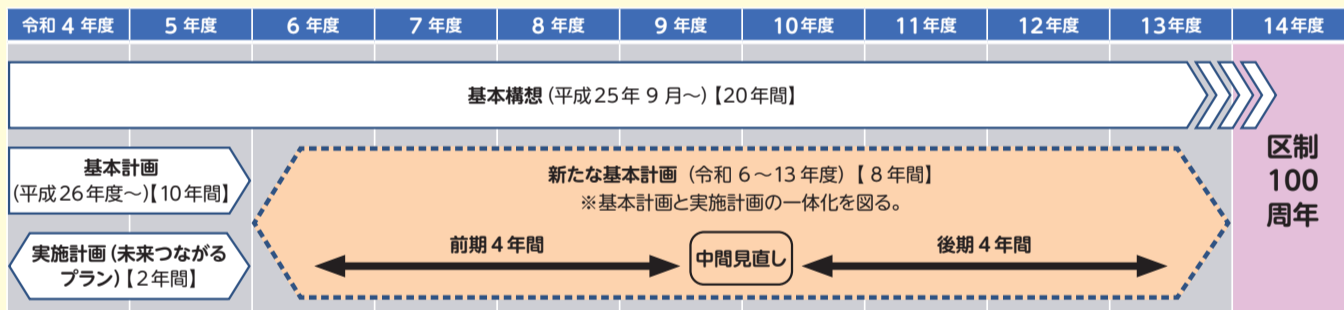 令和 4 年度 5 年度 6 年度 7 年度 8 年度 9 年度 10年度 11年度 12年度 13年度 14年度
基本構想 (平成25年 9 月～)【20年間】
基本計画
(平成26年度～)【10年間】
新たな基本計画 (令和 6～13年度) 【 8 年間】
※基本計画と実施計画の一体化を図る。
実施計画 (未来つながる
プラン)【2年間】
前期 4 年間
中間見直し
後期 4 年間
区制
100
周年